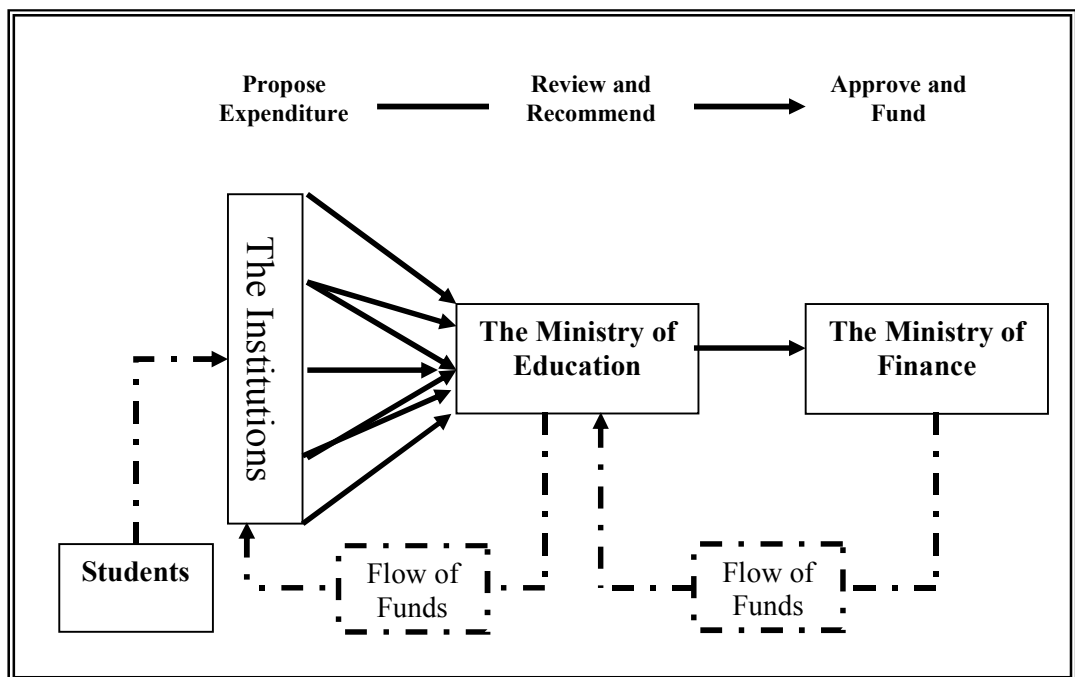 Propose
Expenditure
Review and
Recommend
Approve and
Fund
The Institutions
The Ministry of
Education
The Ministry of
Finance
Students
Flow of
Funds
Flow of
Funds